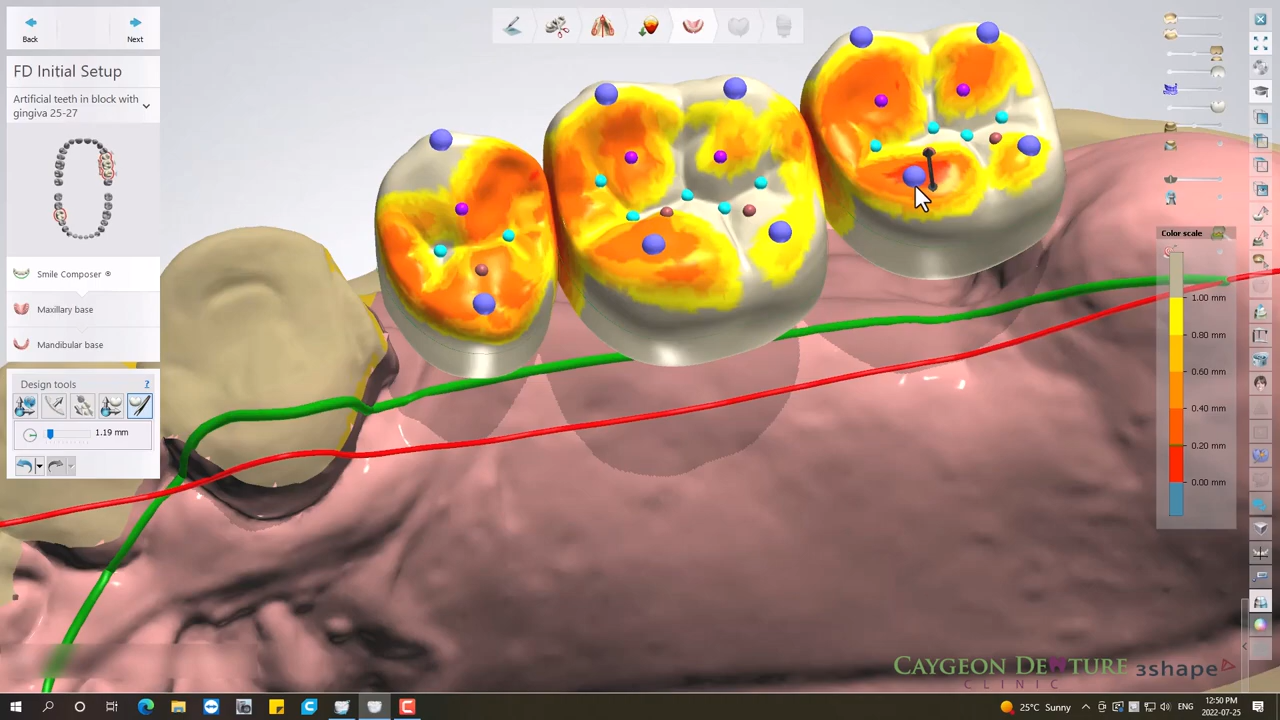 Back
Next
FD Initial Setup
Artificial teeth in block with
gingiva 25-27
Smile Composer ®
Maxillary base
Mandibular base
Design tools
?
1.19 mm
Color scale
1.00 mm
0.80 mm
0.60 mm
0.40 mm
0.20 mm
0.00 mm
CAYGEON DENTURE
CLINIC
3shape
25°C Sunny
ENG
12:50 PM
2022-07-25